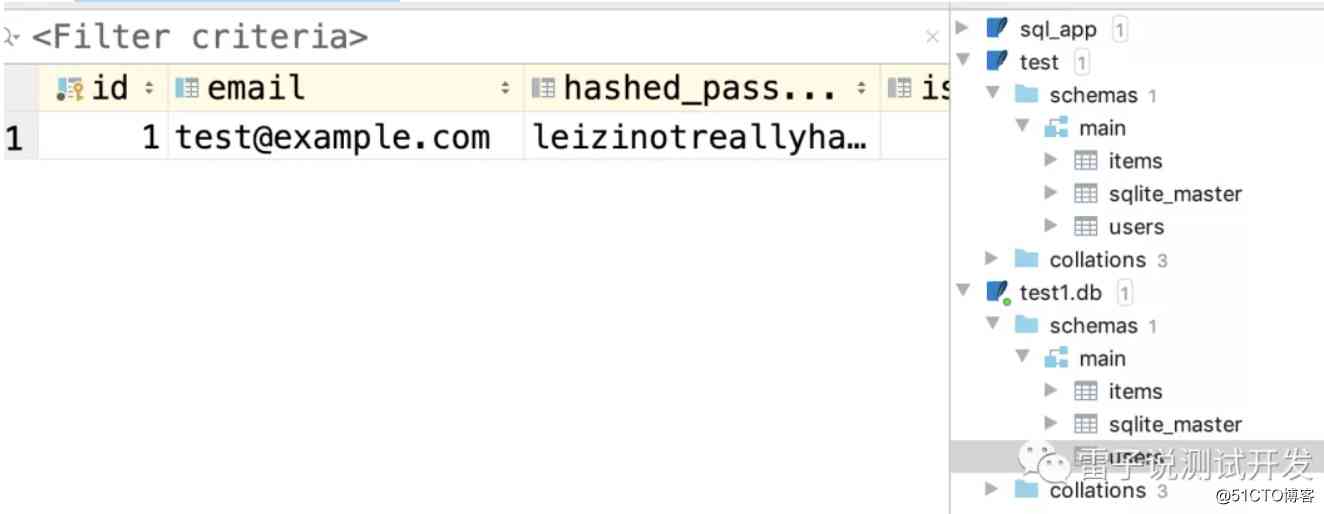 <Filter criteria>
id email hashed_pass... is
1 1 test@example.com leizinotreallyha…
sql_app 1
test 1
schemas 1
main
items
sqlite_master
users
collations 3
test1.db 1
schemas 1
main
items
sqlite_master
users
雷子说测试开发
collations 3
@51CTO博客